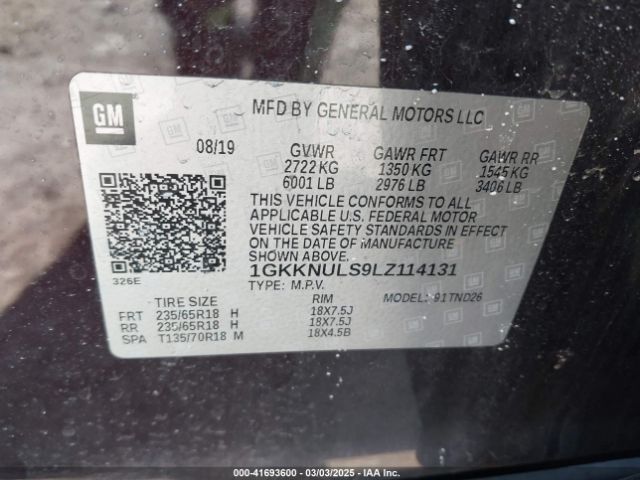 GM
MFD BY GENERAL MOTORS LLC
08/19 GVWR GAWR FRT GAWR RR
2722 KG 1350 KG 1545 KG
6001 LB 2976 LB 3406 LB
THIS VEHICLE CONFORMS TO ALL
APPLICABLE U.S. FEDERAL MOTOR
VEHICLE SAFETY STANDARDS IN EFFECT
ON THE DATE OF MANUFACTURE
SHOWN ABOVE.
326E 1GKKNULS9LZ114131
TYPE: M.P.V. MODEL: 91TND26
TIRE SIZE RIM
FRT 235/65R18 H 18X7.5J
RR 235/65R18 H 18X7.5J
SPA T135/70R18 M 18X4.5B
000-41693600 | 03/03/2025 | IAA Holdings, LLC